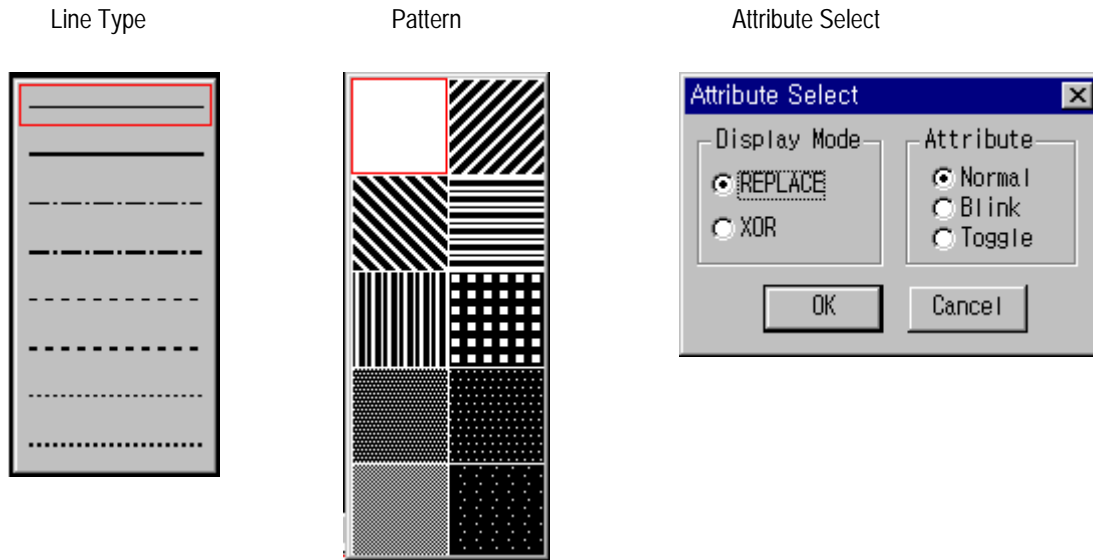 Line Type
Pattern
Attribute Select
Attribute Select
Display Mode
REPLACE
XOR
Attribute
Normal
Blink
Toggle
OK
Cancel